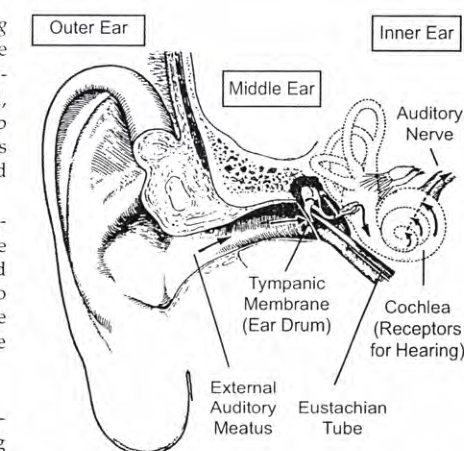 Outer Ear
Inner Ear
Middle Ear
Auditory
Nerve
Tympanic
Membrane
(Ear Drum)
Cochlea
(Receptors
for Hearing)
External
Auditory
Meatus
Eustachian
Tube